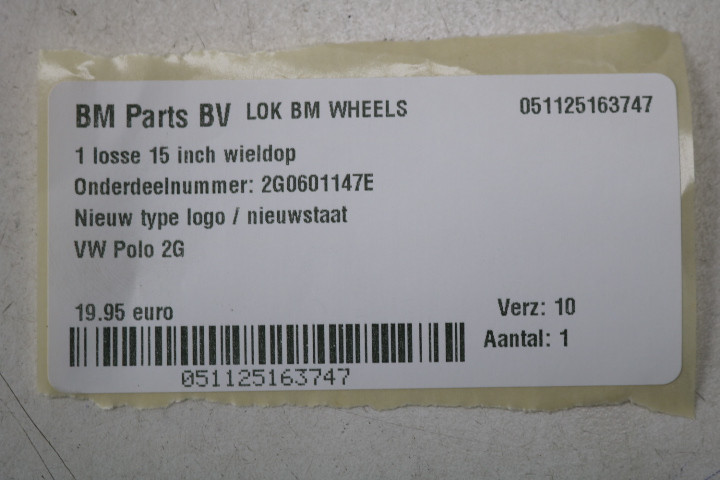 BM Parts BV LOK BM WHEELS 051125163747
1 losse 15 inch wieldop
Onderdeelnummer: 2G0601147E
Nieuw type logo / nieuwstaat
VW Polo 2G
19.95 euro Verz: 10
Aantal: 1
051125163747